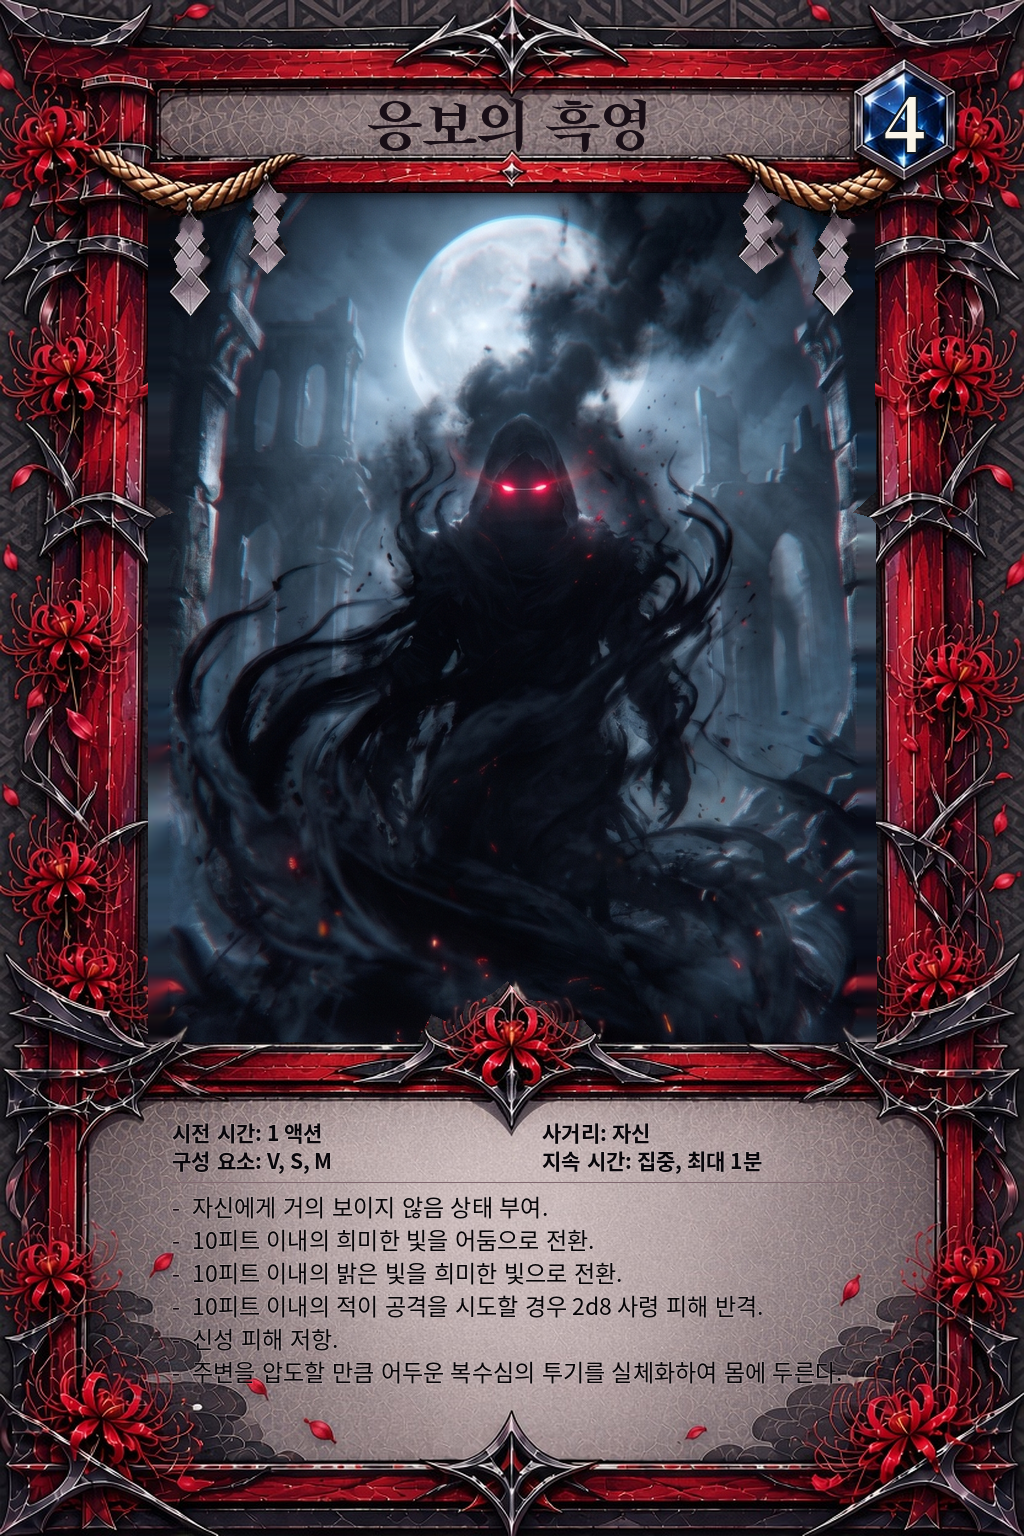 응보의 흑영
4
시전 시간: 1 액션
사거리: 자신
구성 요소: V, S, M
지속 시간: 집중, 최대 1분
- 자신에게 거의 보이지 않음 상태 부여.
- 10피트 이내의 희미한 빛을 어둠으로 전환.
- 10피트 이내의 밝은 빛을 희미한 빛으로 전환.
- 10피트 이내의 적이 공격을 시도할 경우 2d8 사령 피해 반격.
- 신성 피해 저항.
- 주변을 압도할 만큼 어두운 복수심의 투기를 실체화하여 몸에 두른다.